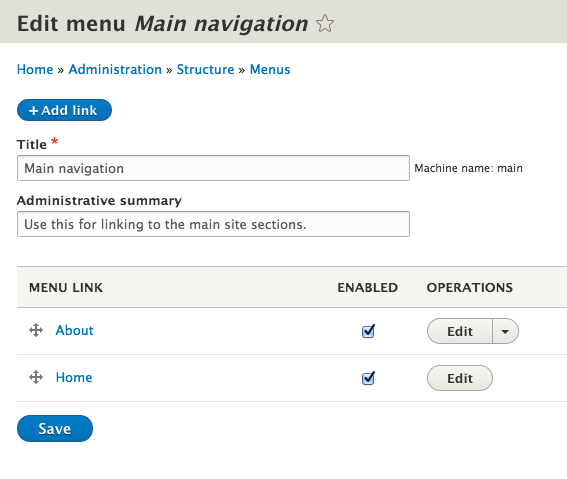 Edit menu Main navigation
Home » Administration » Structure » Menus
+ Add link
Title *
Main navigation Machine name: main
Administrative summary
Use this for linking to the main site sections.
MENU LINK ENABLED OPERATIONS
About Edit
Home Edit
Save